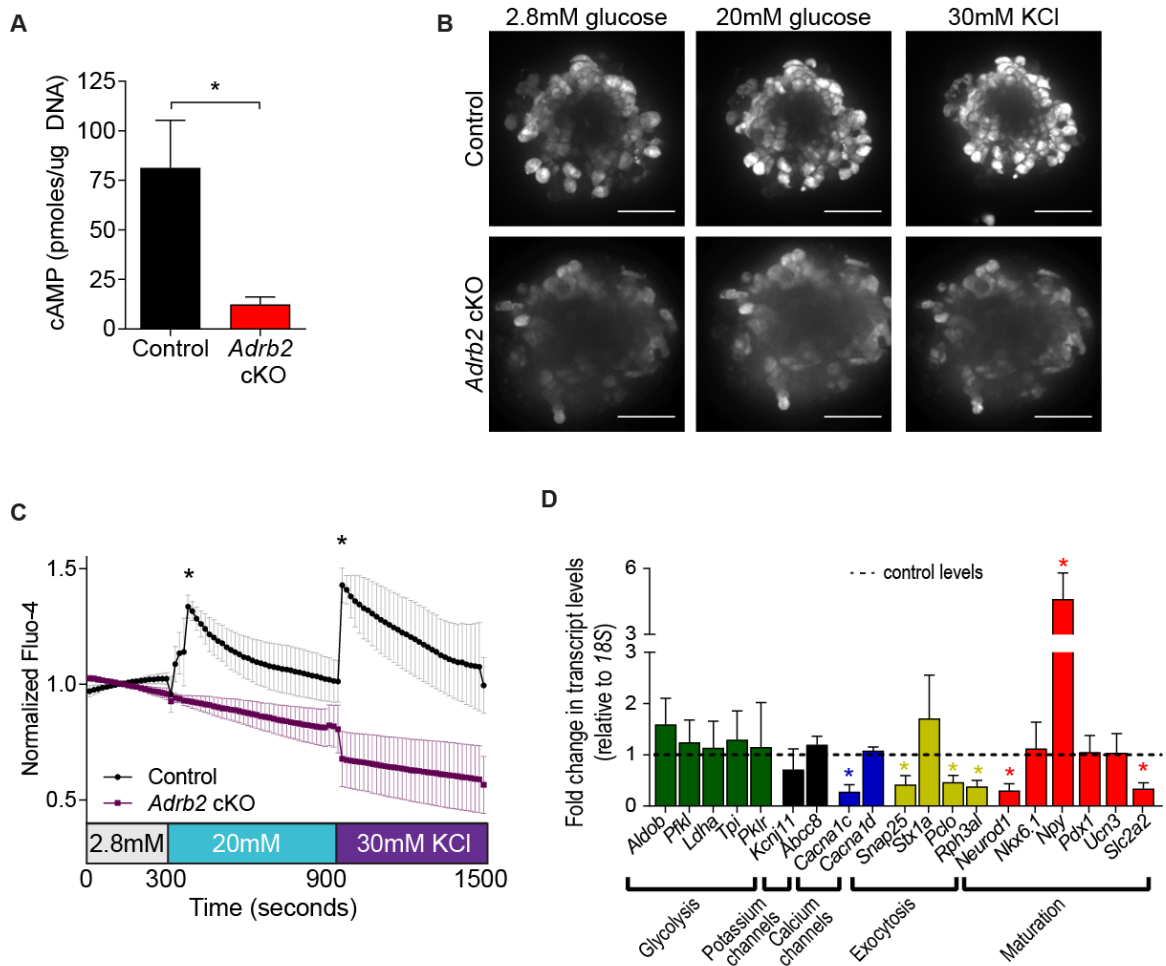 A
cAMP (pmoles/ug DNA)
125
100
75
50
25
0
*
Control
Adrb2
cKO
B
2.8mM glucose
20mM glucose
30mM KCl
Control
Adrb2 cKO
C
Normalized Fluo-4
1.5
1.0
0.5
*
*
Control
Adrb2 cKO
2.8mM
20mM
30mM KCl
0
300
900
1500
Time (seconds)
D
Fold change in transcript levels
(relative to 18S)
6
3
3
2
1
0
control levels
*
*
*
*
*
*
*
Aldob
Pfkl
Ldha
Tpi
Pklr
Kcnj11
Abcc8
Cacna1c
Cacna1d
Snap25
Stx1a
Pclo
Rph3al
Neurod1
Nkx6.1
Npy
Pdx1
Ucn3
Slc2a2
Glycolysis
Potassium
channels
Calcium
channels
Exocytosis
Maturation